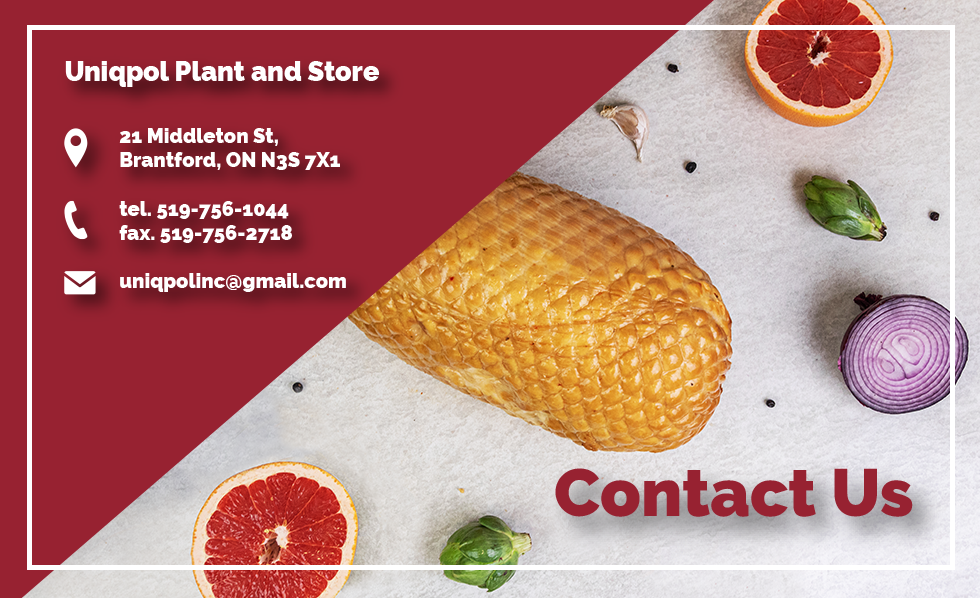 Uniqpol Plant and Store
21 Middleton St,
Brantford, ON N3S 7X1
tel. 519-756-1044
fax. 519-756-2718
uniqpolinc@gmail.com
Contact Us